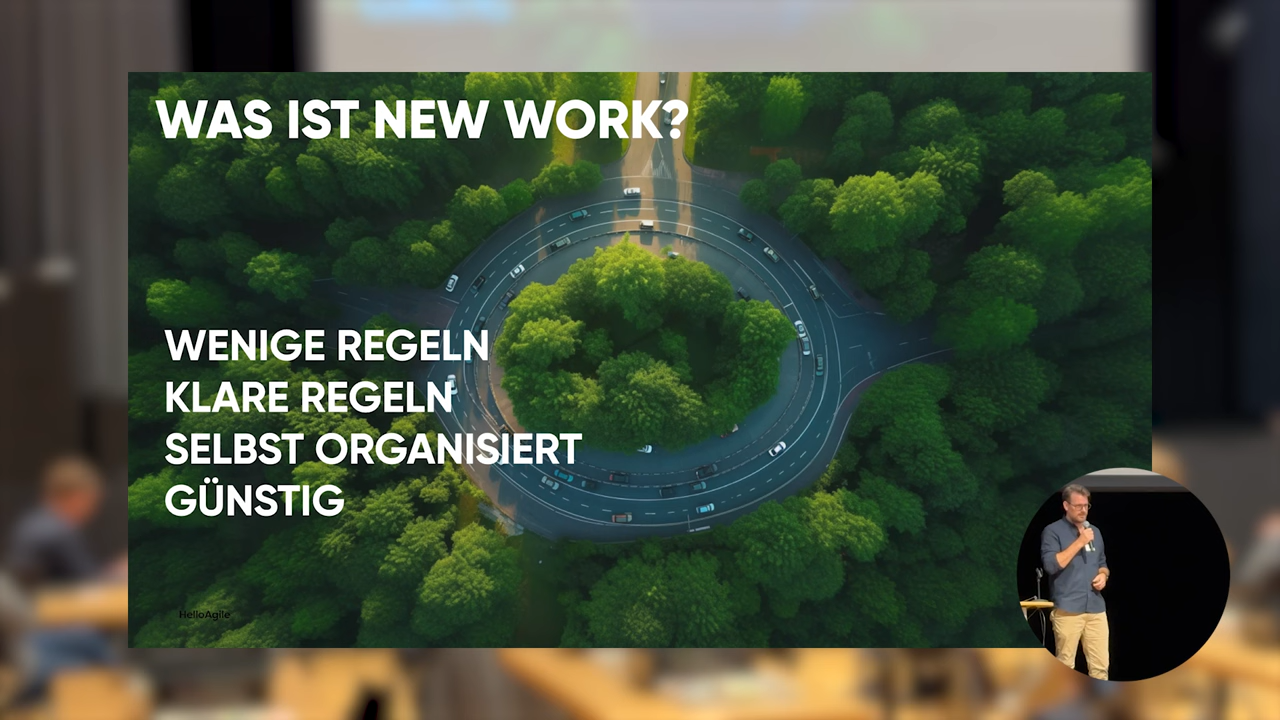 WAS IST NEW WORK?
WENIGE REGELN
KLARE REGELN
SELBST ORGANISIERT
GÜNSTIG
HelloAgile